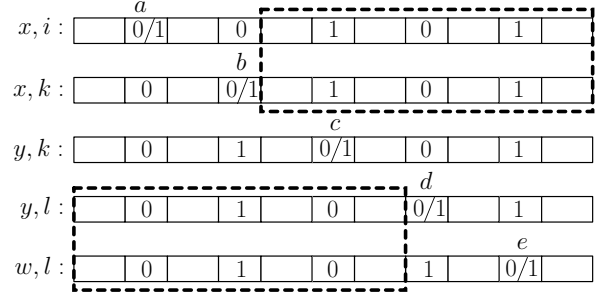 a
x, i : 0/1 0 1 0 1
b
x, k : 0 0/1 1 0 1
c
y, k : 0 1 0/1 0 1
d
y, l : 0 1 0 0/1 1
e
w, l : 0 1 0 1 0/1